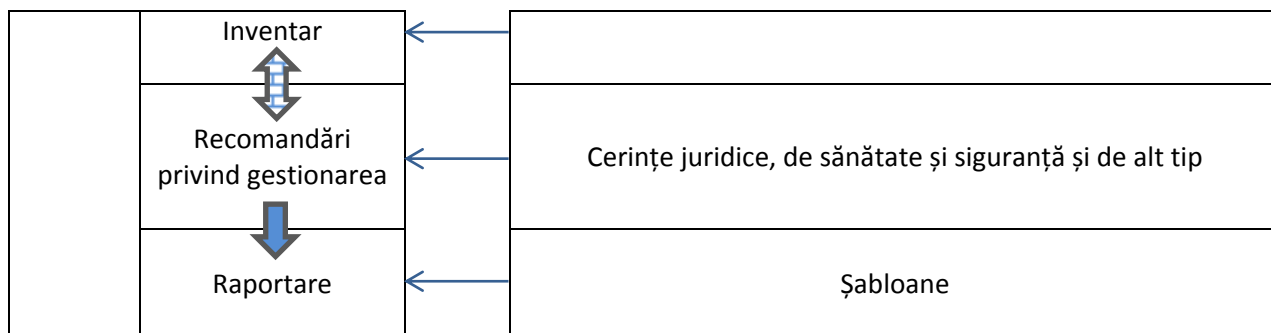 Inventar
Recomandări
privind gestionarea
Cerințe juridice, de sănătate și siguranță și de alt tip
Raportare
Șabloane